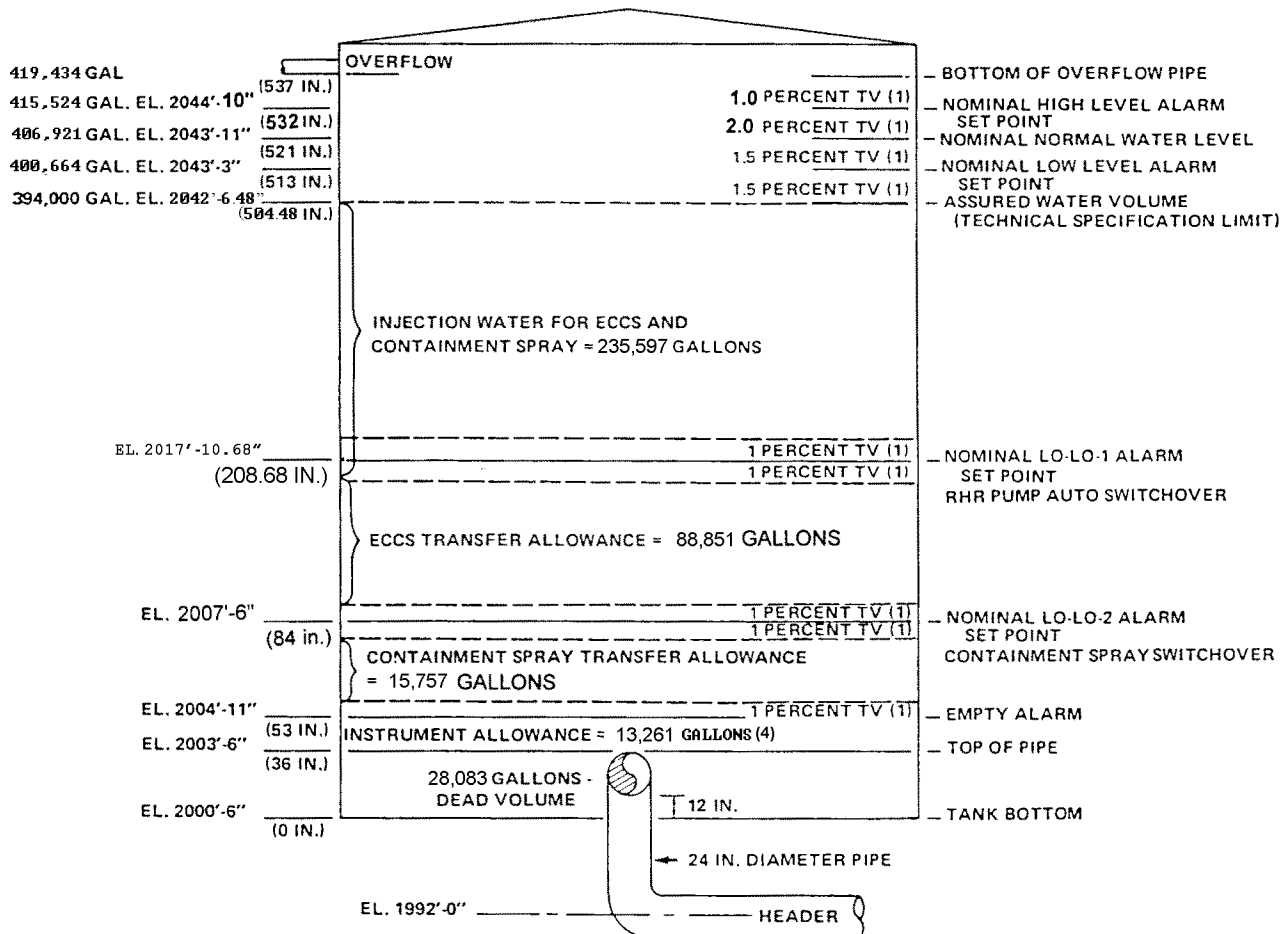 OVERFLOW
419,434 GAL
(537 IN.)
BOTTOM OF OVERFLOW PIPE
415,524 GAL. EL. 2044'-10"
(532 IN.)
1.0 PERCENT TV (1)
NOMINAL HIGH LEVEL ALARM
SET POINT
406,921 GAL. EL. 2043'-11"
(521 IN.)
2.0 PERCENT TV (1)
NOMINAL NORMAL WATER LEVEL
400,664 GAL. EL. 2043'-3"
(513 IN.)
1.5 PERCENT TV (1)
NOMINAL LOW LEVEL ALARM
SET POINT
394,000 GAL. EL. 2042'-6.48"
(504.48 IN.)
1.5 PERCENT TV (1)
ASSURED WATER VOLUME
(TECHNICAL SPECIFICATION LIMIT)
INJECTION WATER FOR ECCS AND
CONTAINMENT SPRAY = 235,597 GALLONS
EL. 2017'-10.68"
(208.68 IN.)
1 PERCENT TV (1)
1 PERCENT TV (1)
NOMINAL LO-LO-1 ALARM
SET POINT
RHR PUMP AUTO SWITCHOVER
ECCS TRANSFER ALLOWANCE = 88,851 GALLONS
EL. 2007'-6"
(84 in.)
1 PERCENT TV (1)
1 PERCENT TV (1)
NOMINAL LO-LO-2 ALARM
SET POINT
CONTAINMENT SPRAY SWITCHOVER
CONTAINMENT SPRAY TRANSFER ALLOWANCE
= 15,757 GALLONS
EL. 2004'-11"
(53 IN.)
1 PERCENT TV (1)
EMPTY ALARM
INSTRUMENT ALLOWANCE = 13,261 GALLONS (4)
EL. 2003'-6"
(36 IN.)
TOP OF PIPE
28,083 GALLONS -
DEAD VOLUME
12 IN.
EL. 2000'-6"
(0 IN.)
TANK BOTTOM
24 IN. DIAMETER PIPE
EL. 1992'-0"
HEADER